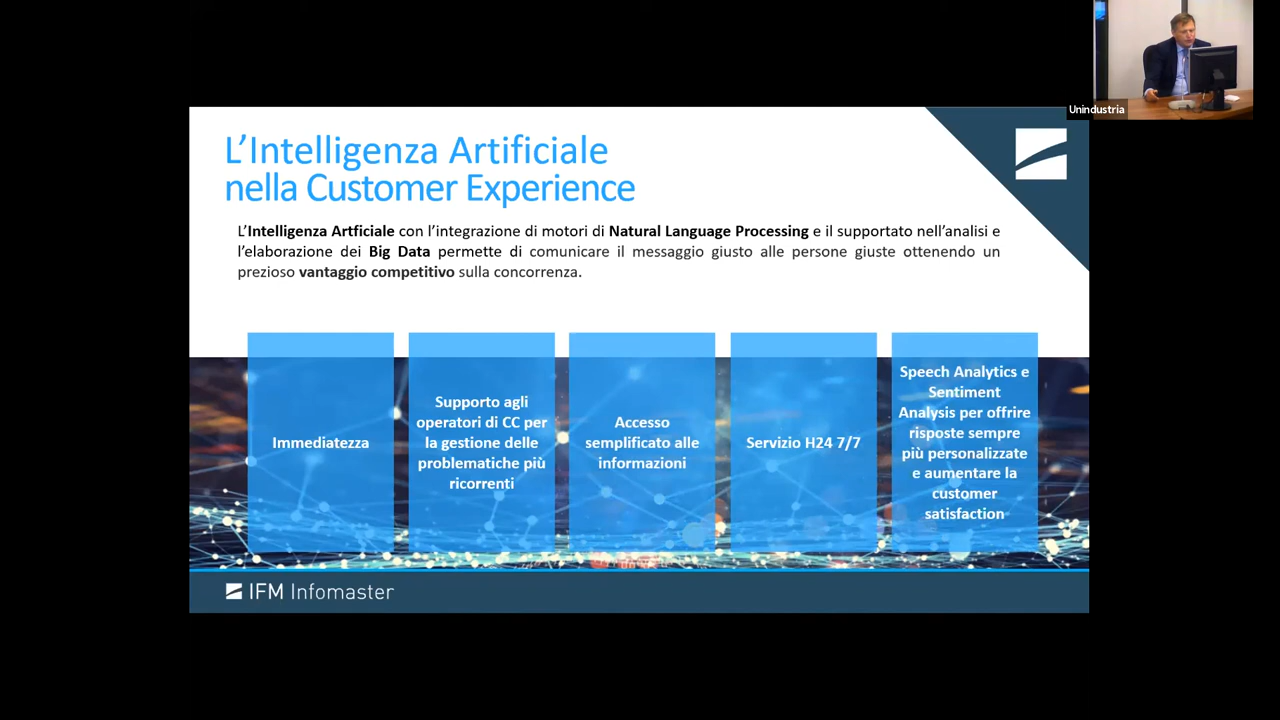 Unindustria
L'Intelligenza Artificiale
nella Customer Experience
L'Intelligenza Artficiale con l'integrazione di motori di Natural Language Processing e il supportato nell'analisi e
l'elaborazione dei Big Data permette di comunicare il messaggio giusto alle persone giuste ottenendo un
prezioso vantaggio competitivo sulla concorrenza.
Immediatezza
Supporto agli
operatori di CC per
la gestione delle
problematiche più
ricorrenti
Accesso
semplificato alle
informazioni
Servizio H24 7/7
Speech Analytics e
Sentiment
Analysis per offrire
risposte sempre
più personalizzate
e aumentare la
customer
satisfaction
IFM Infomaster